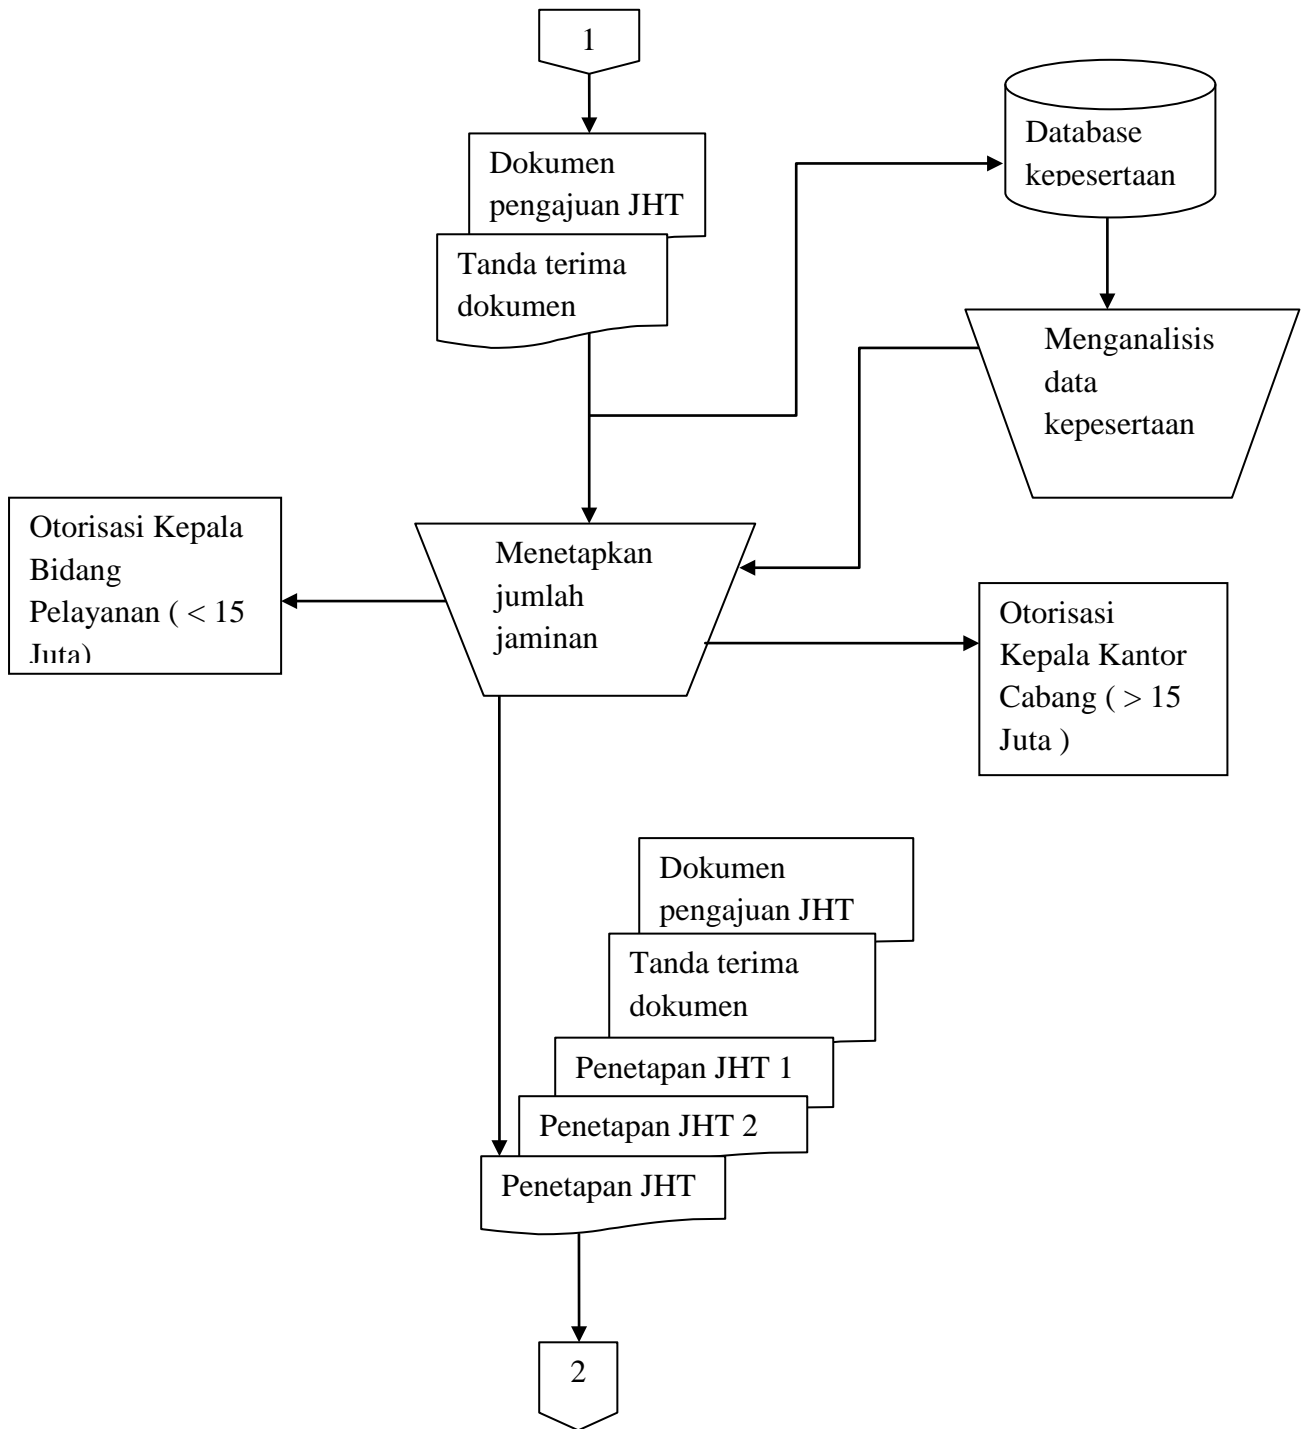 1
Dokumen
pengajuan JHT
Tanda terima
dokumen
Database
kepesertaan
Menganalisis
data
kepesertaan
Otorisasi Kepala
Bidang
Pelayanan ( < 15
Juta)
Menetapkan
jumlah
jaminan
Otorisasi
Kepala Kantor
Cabang ( > 15
Juta )
Dokumen
pengajuan JHT
Tanda terima
dokumen
Penetapan JHT 1
Penetapan JHT 2
Penetapan JHT
2